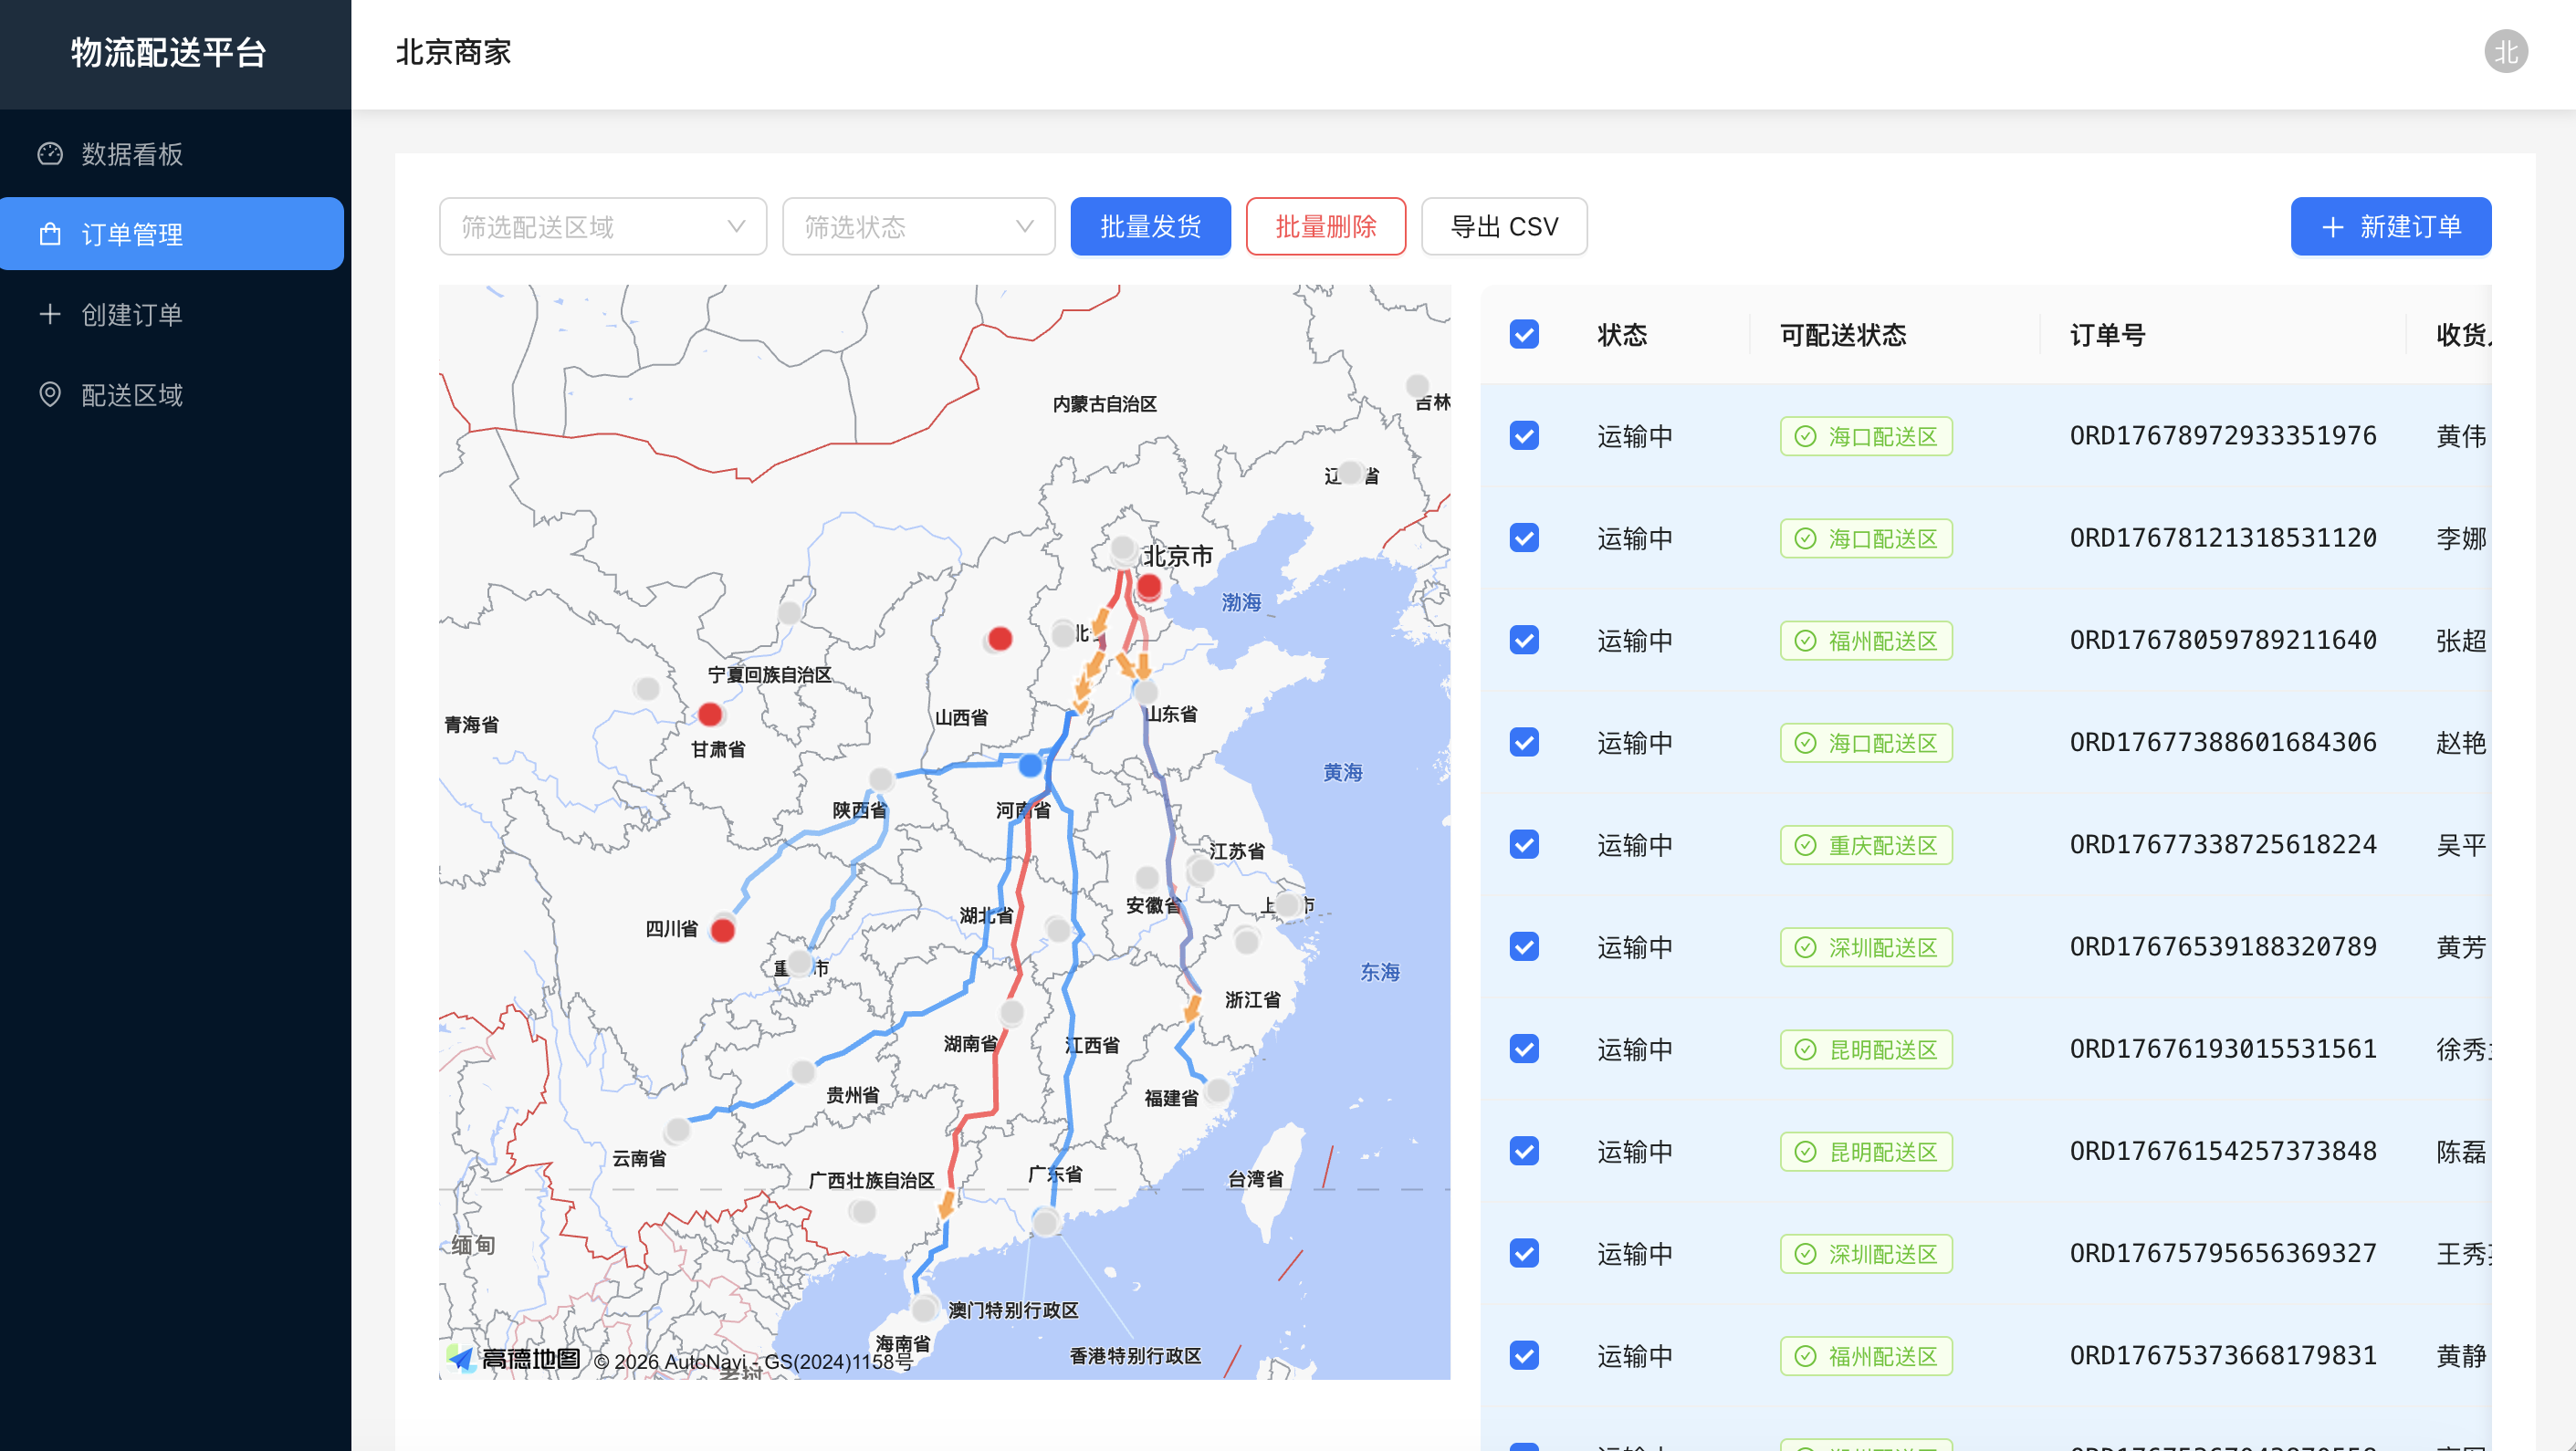 物流配送平台
北京商家
北
数据看板
订单管理
创建订单
配送区域
筛选配送区域
筛选状态
批量发货
批量删除
导出 CSV
新建订单
内蒙古自治区
吉林
北京市
渤海
宁夏回族自治区
青海省
山西省
山东省
甘肃省
黄海
陕西省
河南省
江苏省
安徽省
湖北省
四川省
东海
浙江省
湖南省
江西省
贵州省
福建省
云南省
广西壮族自治区
广东省
台湾省
缅甸
澳门特别行政区
海南省
香港特别行政区
高德地图 © 2026 AutoNavi - GS(2024)1158号
状态 可配送状态 订单号 收货
运输中 海口配送区 ORD17678972933351976 黄伟
运输中 海口配送区 ORD17678121318531120 李娜
运输中 福州配送区 ORD17678059789211640 张超
运输中 海口配送区 ORD17677388601684306 赵艳
运输中 重庆配送区 ORD17677338725618224 吴平
运输中 深圳配送区 ORD17676539188320789 黄芳
运输中 昆明配送区 ORD17676193015531561 徐秀
运输中 昆明配送区 ORD17676154257373848 陈磊
运输中 深圳配送区 ORD17675795656369327 王秀
运输中 福州配送区 ORD17675373668179831 黄静